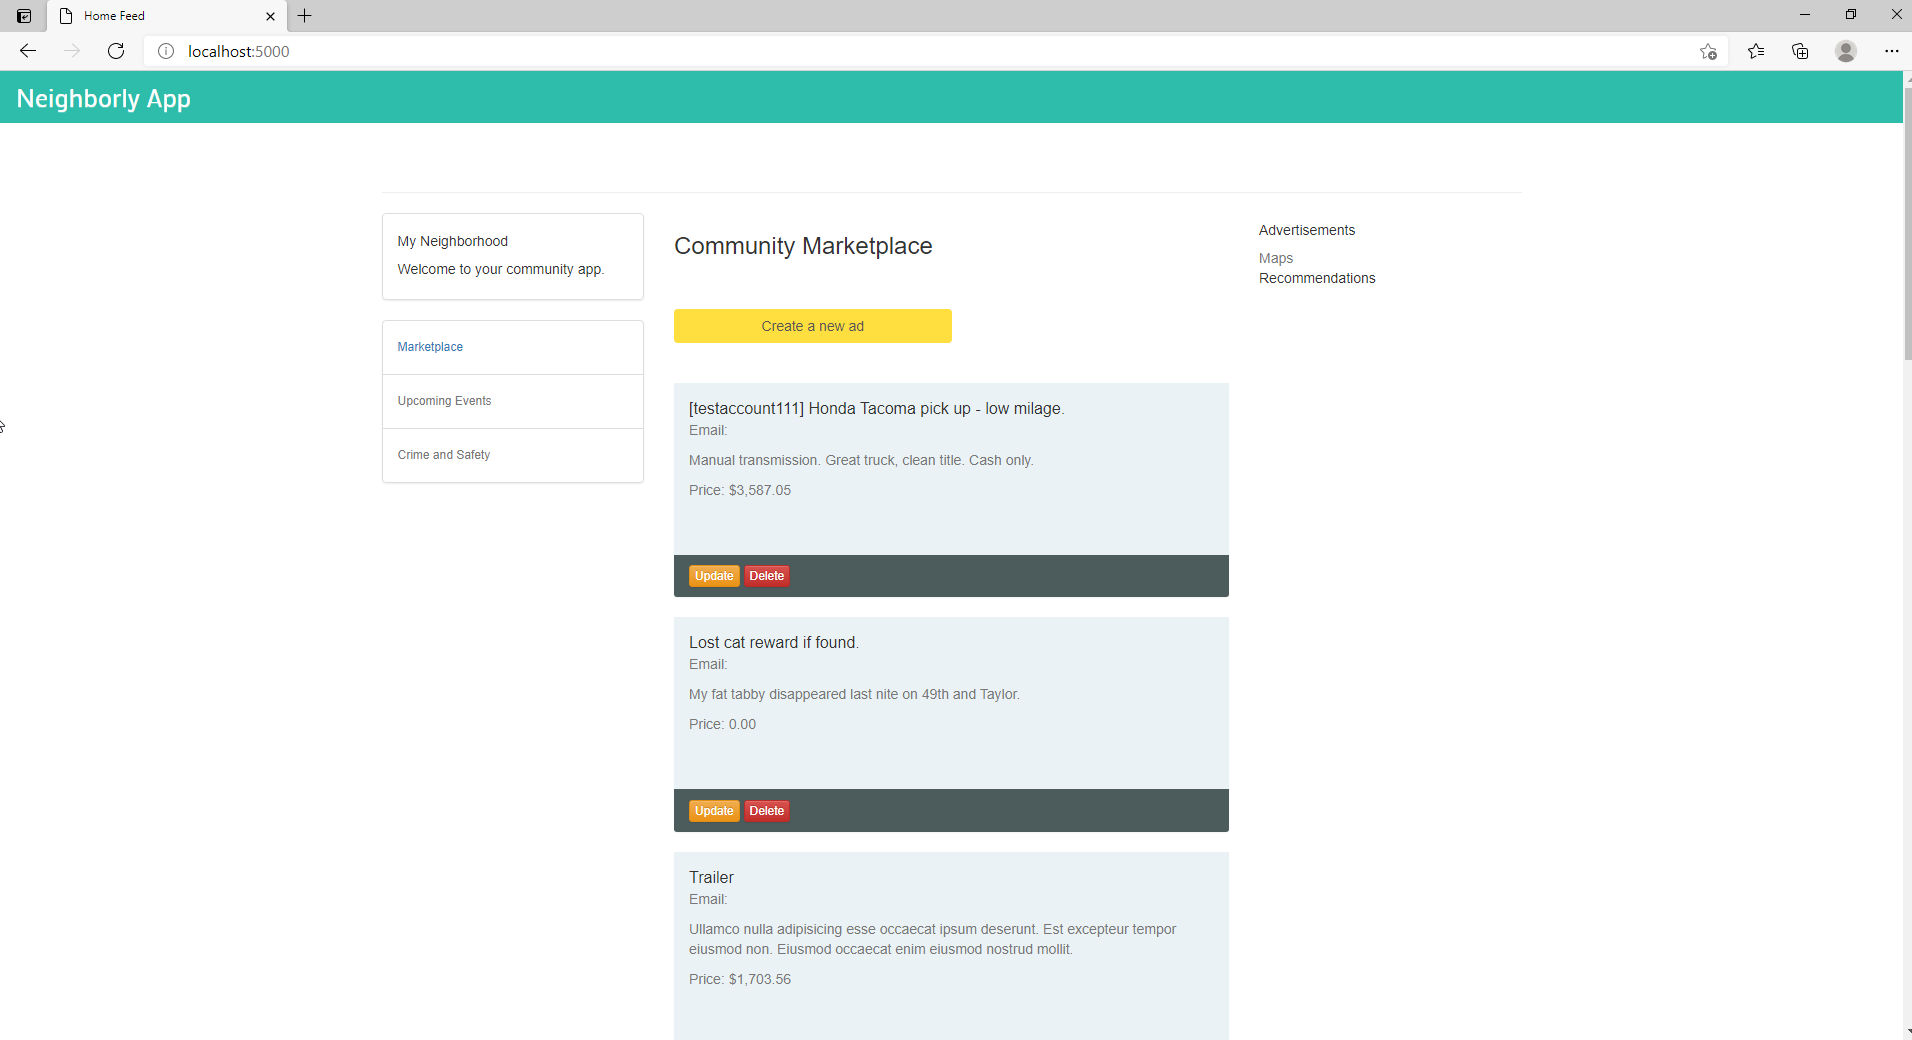 Home Feed
localhost:5000
Neighborly App
My Neighborhood
Welcome to your community app.
Marketplace
Upcoming Events
Crime and Safety
Community Marketplace
Create a new ad
[testaccount111] Honda Tacoma pick up - low milage.
Email:
Manual transmission. Great truck, clean title. Cash only.
Price: $3,587.05
Update Delete
Lost cat reward if found.
Email:
My fat tabby disappeared last nite on 49th and Taylor.
Price: 0.00
Update Delete
Trailer
Email:
Ullamco nulla adipisicing esse occaecat ipsum deserunt. Est excepteur tempor
eiusmod non. Eiusmod occaecat enim eiusmod nostrud mollit.
Price: $1,703.56
Advertisements
Maps
Recommendations